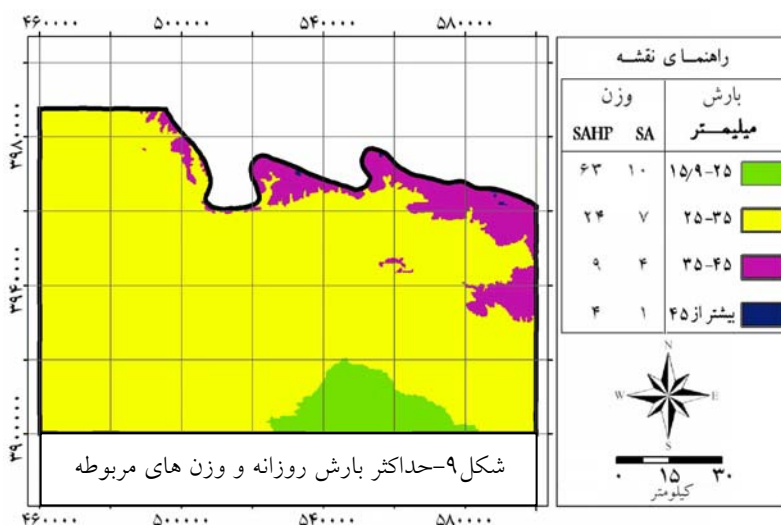 ۴۶۰۰۰۰ ۵۰۰۰۰۰ ۵۴۰۰۰۰ ۵۸۰۰۰۰
۳۹۸۰۰۰۰
۳۹۴۰۰۰۰
۳۹۰۰۰۰۰
۴۶۰۰۰۰ ۵۰۰۰۰۰ ۵۴۰۰۰۰ ۵۸۰۰۰۰
شکل۹-حداکثر بارش روزانه و وزن های مربوطه
راهنمای نقشه
بارش وزن
میلیمتر SA SAHP
۱۵/۹-۲۵ ۱۰ ۶۳
۲۵-۳۵ ۷ ۲۴
۳۵-۴۵ ۴ ۹
بیشتر از ۴۵ ۱ ۴
N
W E
S
۰ ۱۵ ۳۰
کیلومتر